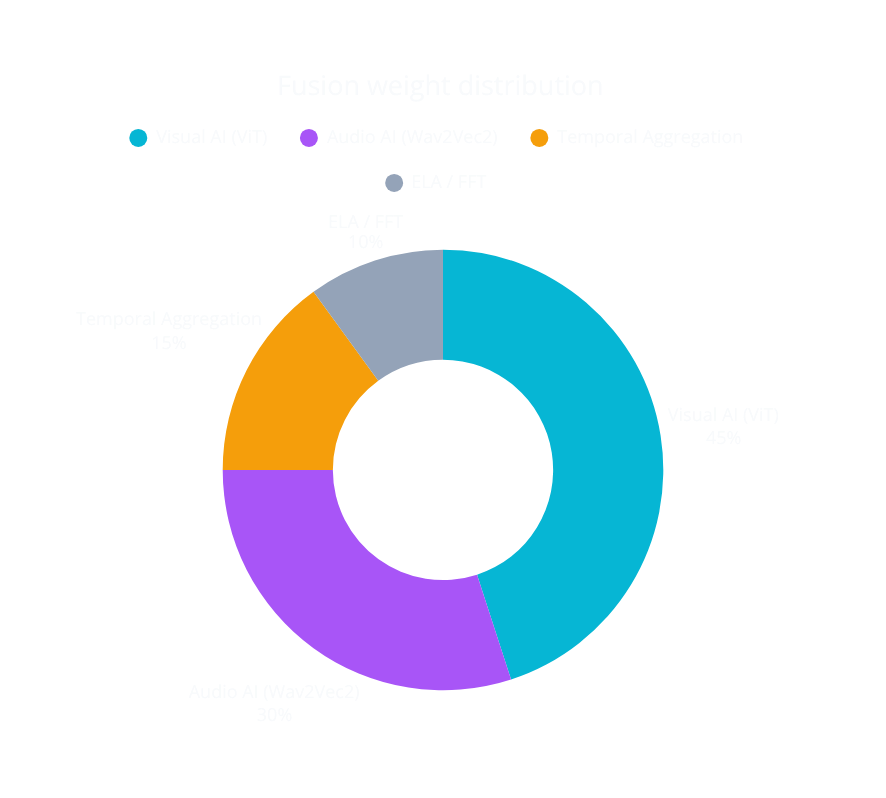 Fusion weight distribution
Visual AI (ViT) Audio AI (Wav2Vec2) Temporal Aggregation
ELA / FFT
ELA / FFT
10%
Temporal Aggregation
15%
Visual AI (ViT)
45%
Audio AI (Wav2Vec2)
30%